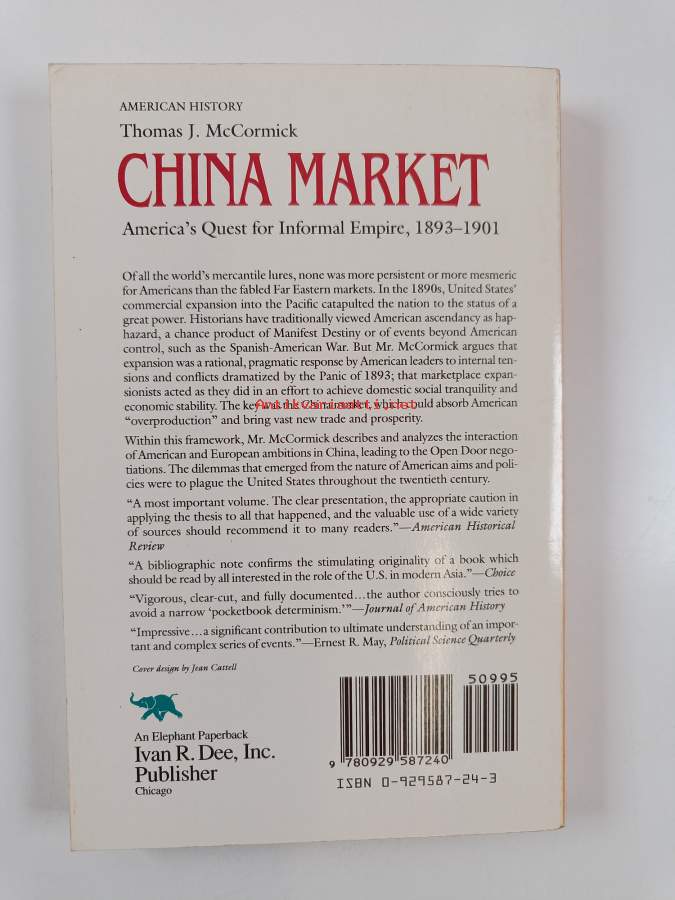 AMERICAN HISTORY
Thomas J. McCormick
CHINA MARKET
America's Quest for Informal Empire, 1893–1901
Of all the world's mercantile lures, none was more persistent or more mesmeric
for Americans than the fabled Far Eastern markets. In the 1890s, United States'
commercial expansion into the Pacific catapulted the nation to the status of a
great power. Historians have traditionally viewed American ascendancy as hap-
hazard, a chance product of Manifest Destiny or of events beyond American
control, such as the Spanish-American War. But Mr. McCormick argues that
expansion was a rational, pragmatic response by American leaders to internal ten-
sions and conflicts dramatized by the Panic of 1893; that marketplace expan-
sionists acted as they did in an effort to achieve domestic social tranquility and
economic stability. The key was the China market, which could absorb American
“overproduction” and bring vast new trade and prosperity.
Within this framework, Mr. McCormick describes and analyzes the interaction
of American and European ambitions in China, leading to the Open Door nego-
tiations. The dilemmas that emerged from the nature of American aims and poli-
cies were to plague the United States throughout the twentieth century.
“A most important volume. The clear presentation, the appropriate caution in
applying the thesis to all that happened, and the valuable use of a wide variety
of sources should recommend it to many readers.”—American Historical
Review
“A bibliographic note confirms the stimulating originality of a book which
should be read by all interested in the role of the U.S. in modern Asia.”—Choice
“Vigorous, clear-cut, and fully documented…the author consciously tries to
avoid a narrow ‘pocketbook determinism.’”—Journal of American History
“Impressive…a significant contribution to ultimate understanding of an impor-
tant and complex series of events.”—Ernest R. May, Political Science Quarterly
Cover design by Jean Cattell
An Elephant Paperback
Ivan R. Dee, Inc.
Publisher
Chicago
50995
9 780929 587240
ISBN 0-929587-24-3